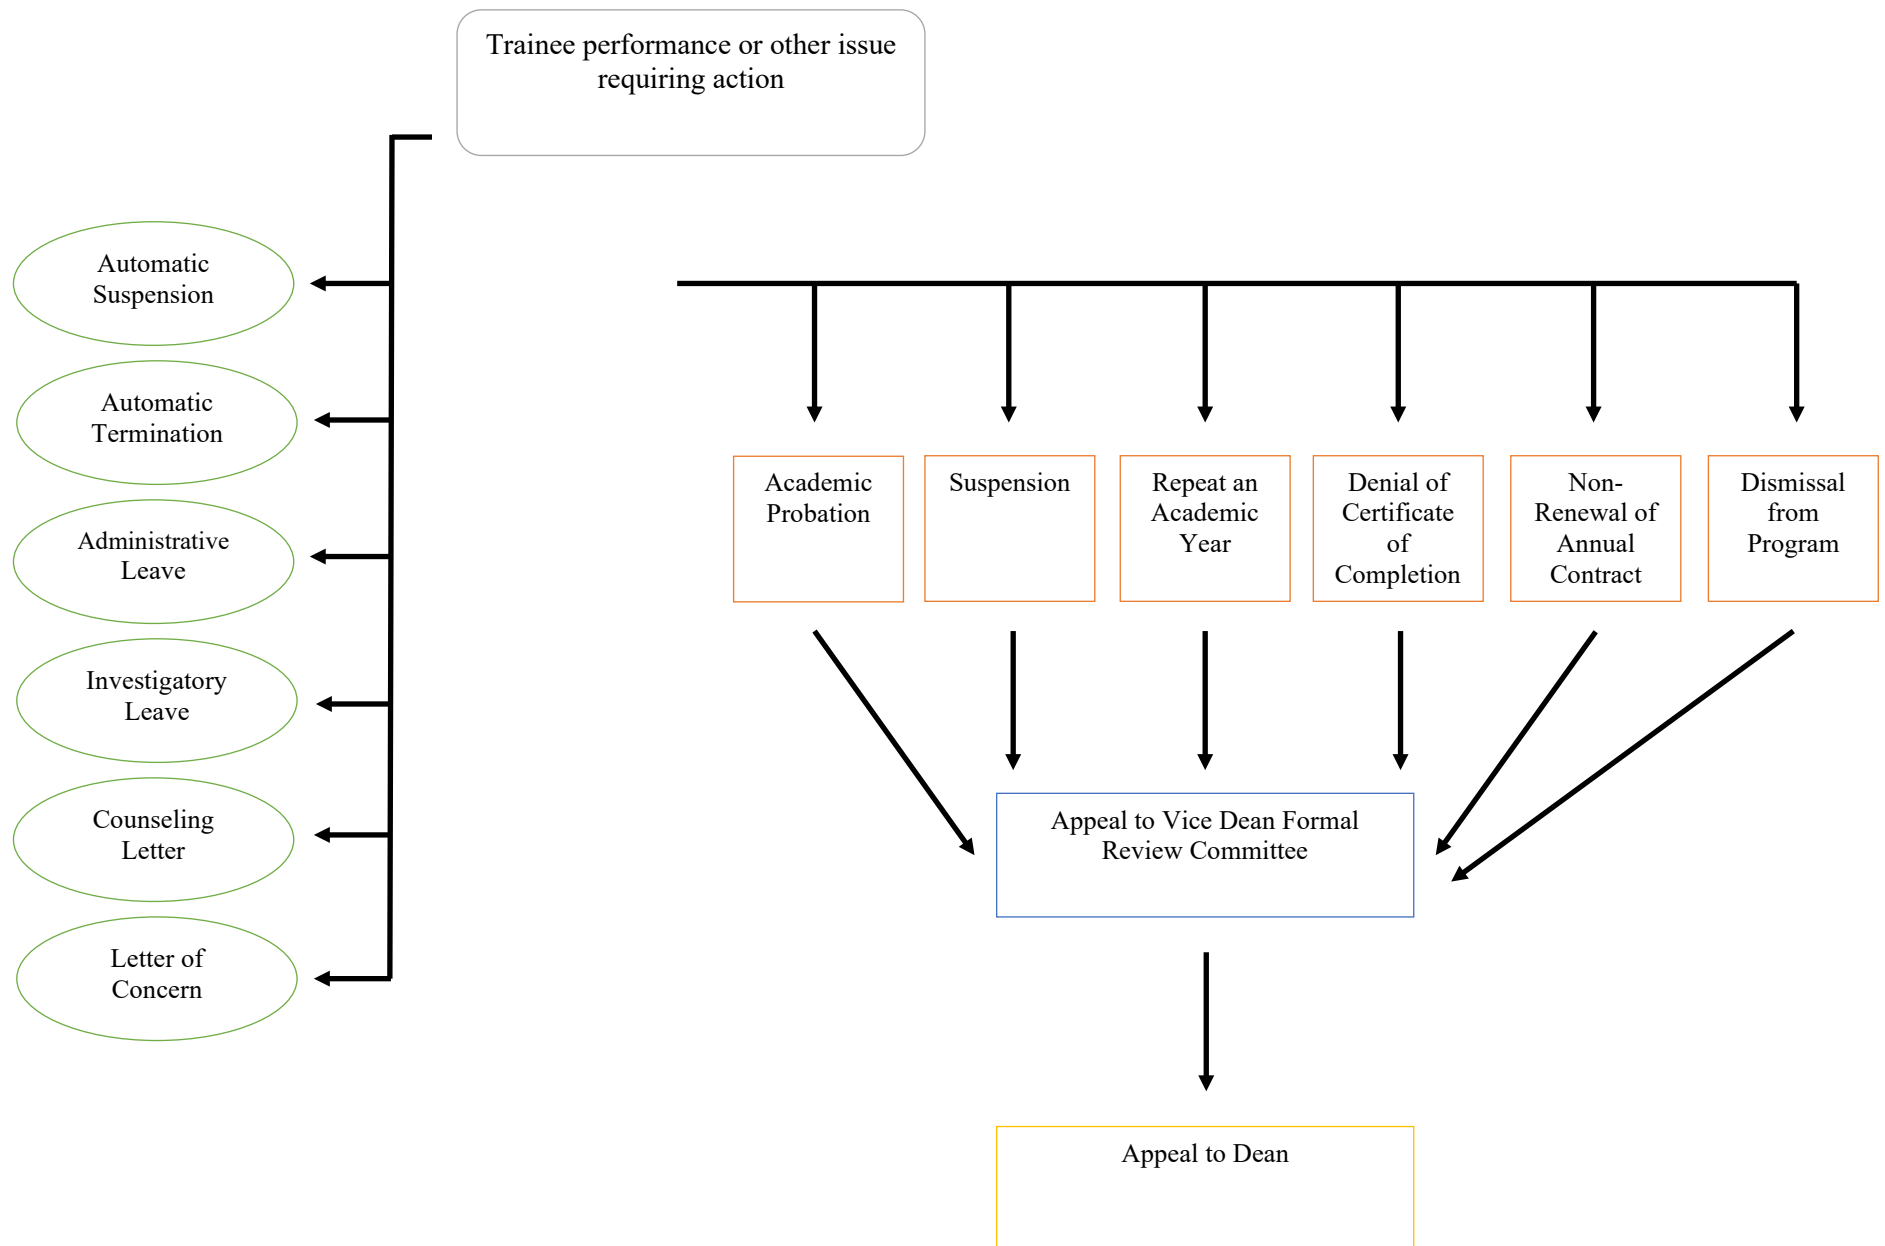 Trainee performance or other issue
requiring action
Automatic
Suspension
Automatic
Termination
Administrative
Leave
Investigatory
Leave
Counseling
Letter
Letter of
Concern
Academic
Probation
Suspension
Repeat an
Academic
Year
Denial of
Certificate
of
Completion
Non-
Renewal of
Annual
Contract
Dismissal
from
Program
Appeal to Vice Dean Formal
Review Committee
Appeal to Dean